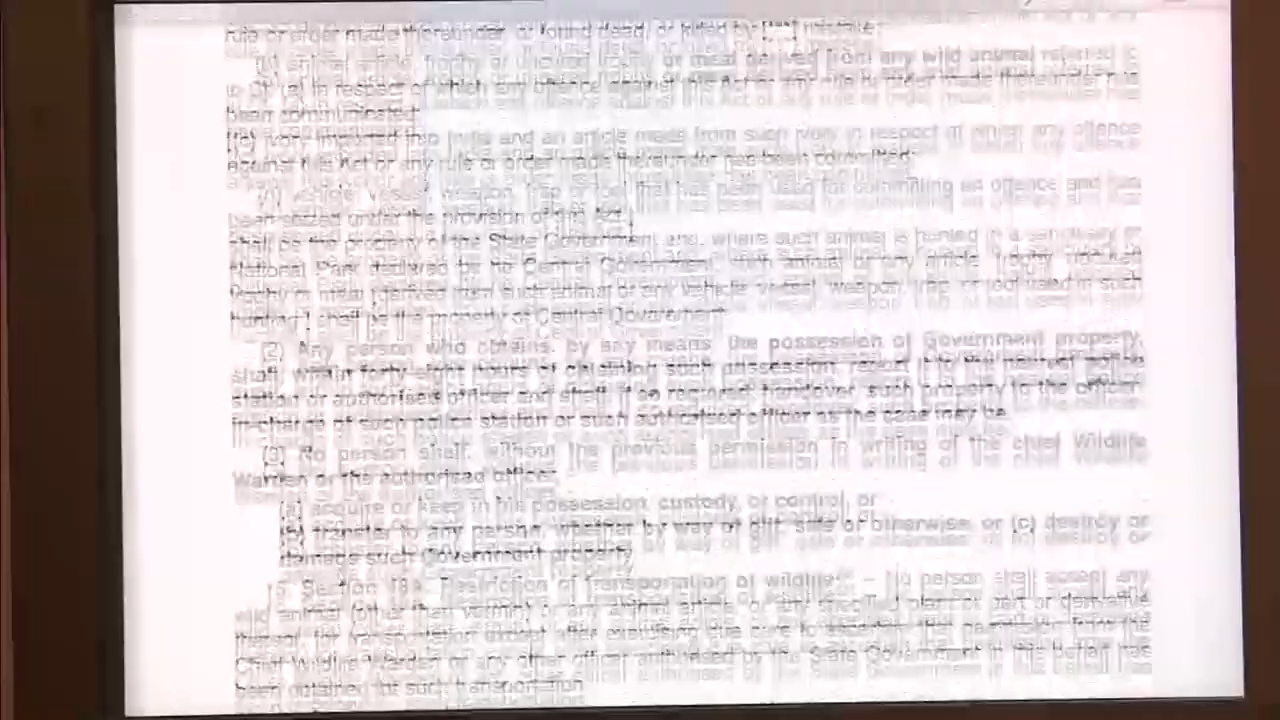 rule or order made thereunder, or found dead, or killed by mistake;
animal article, trophy or uncured trophy or meat derived from any wild animal referred to
in respect of which any offence against this Act or any rule or order made thereunder has
been
(c) ivory imported into India and an article made from such ivory in respect of which any offence
against this Act or any rule or order made thereunder has been committed;
vehicle, vessel, weapon, trap or tool that has been used for committing an offence and has
been seized under the provision of this Act,
shall be the property of the State Government and, where such animal is hunted in a sanctuary or
National Park declared by the Central Government, such animal or any article, trophy, uncured
trophy or meat derived from such animal or any vehicle, vessel, weapon, trap, or tool used in such
hunting shall be the property of Central Government.
(2) Any person who obtains, by any means, the possession of Government property,
shall, within forty-eight hours of obtaining such possession, report it to the nearest police
station or authorised officer and shall, if so required, handover such property to the officer
in-charge of such police station or such authorised officer as the case may be.
(3) No person shall, without the previous permission in writing of the chief Wildlife
Warden or the authorised officer
(a) acquire or keep in his possession, custody, or control, or
(b) transfer to any person, whether by way of gift, sale or otherwise, or (c) destroy or
damage such Government property.
Section Restriction of transportation of wildlife – No person shall accept any
wild animal (other than vermin) or any animal article, or any specified plant or part or derivative
thereof, for transportation except after exercising due care to ascertain that permission from the
Chief Wildlife Warden or any other officer authorised by the State Government in this behalf has
been obtained for such transportation.